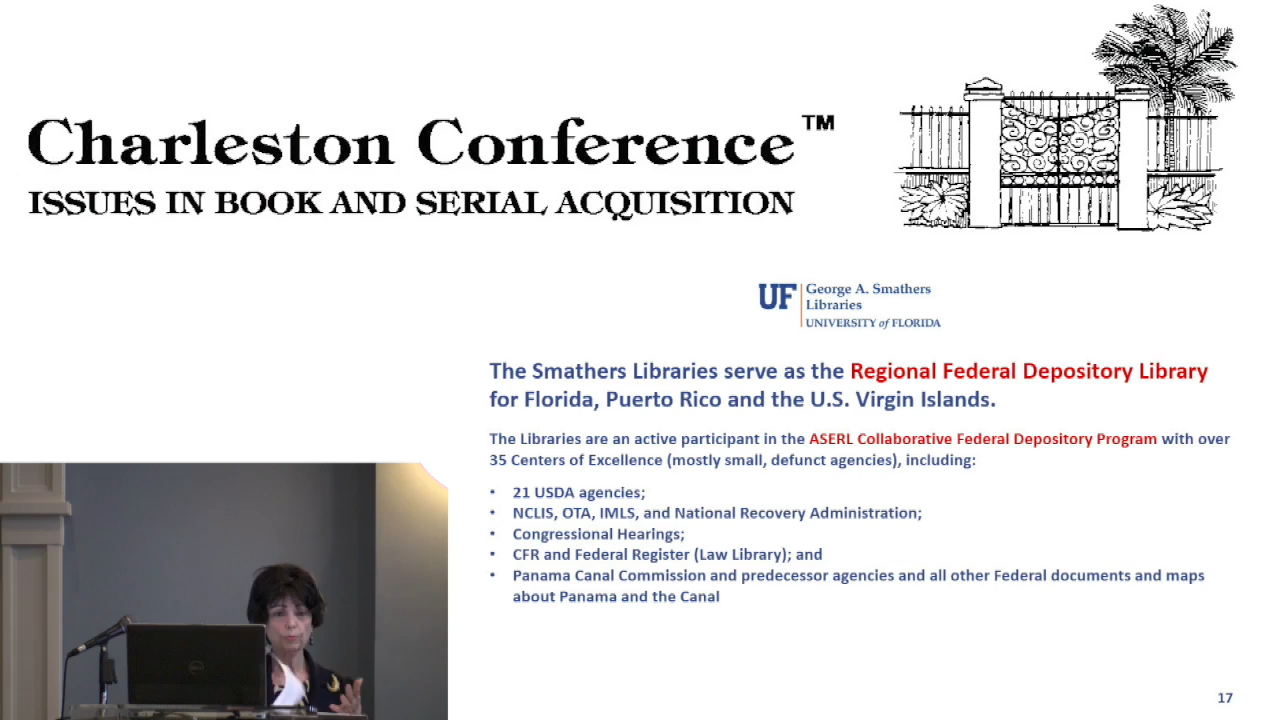 Charleston Conference™
ISSUES IN BOOK AND SERIAL ACQUISITION
UF George A. Smathers
Libraries
UNIVERSITY of FLORIDA
The Smathers Libraries serve as the Regional Federal Depository Library
for Florida, Puerto Rico and the U.S. Virgin Islands.
The Libraries are an active participant in the ASERL Collaborative Federal Depository Program with over
35 Centers of Excellence (mostly small, defunct agencies), including:
• 21 USDA agencies;
• NCLIS, OTA, IMLS, and National Recovery Administration;
• Congressional Hearings;
• CFR and Federal Register (Law Library); and
• Panama Canal Commission and predecessor agencies and all other Federal documents and maps
about Panama and the Canal
17